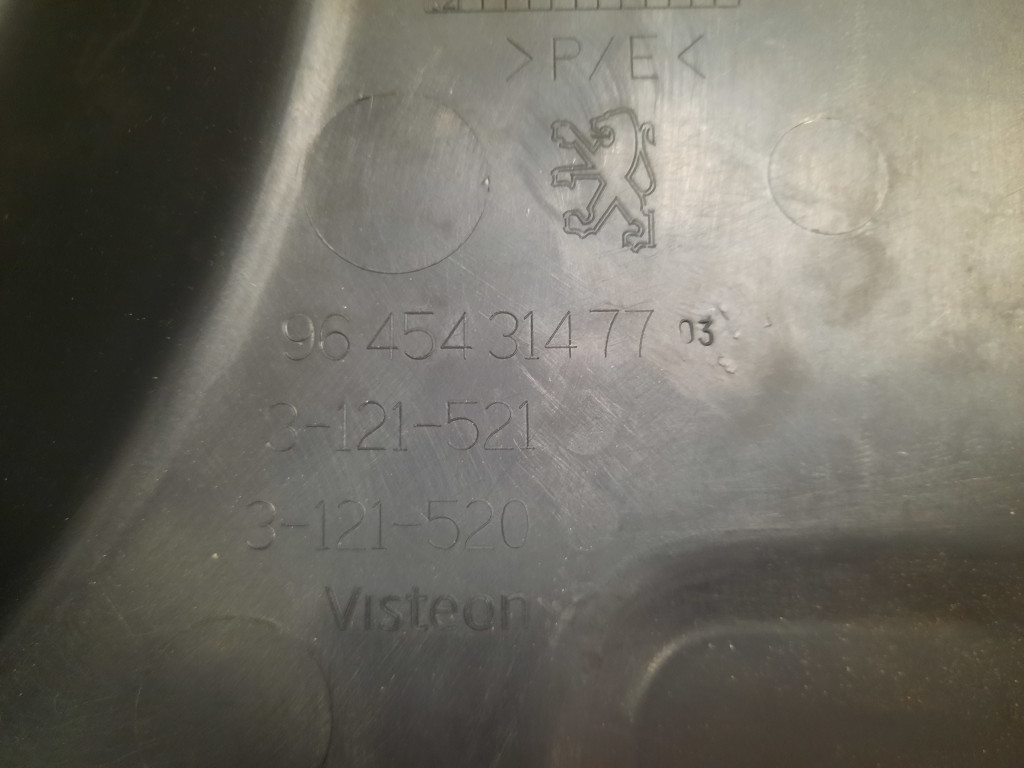 >P/E<
96 454 314 77 03
3-121-521
3-121-520
Visteon